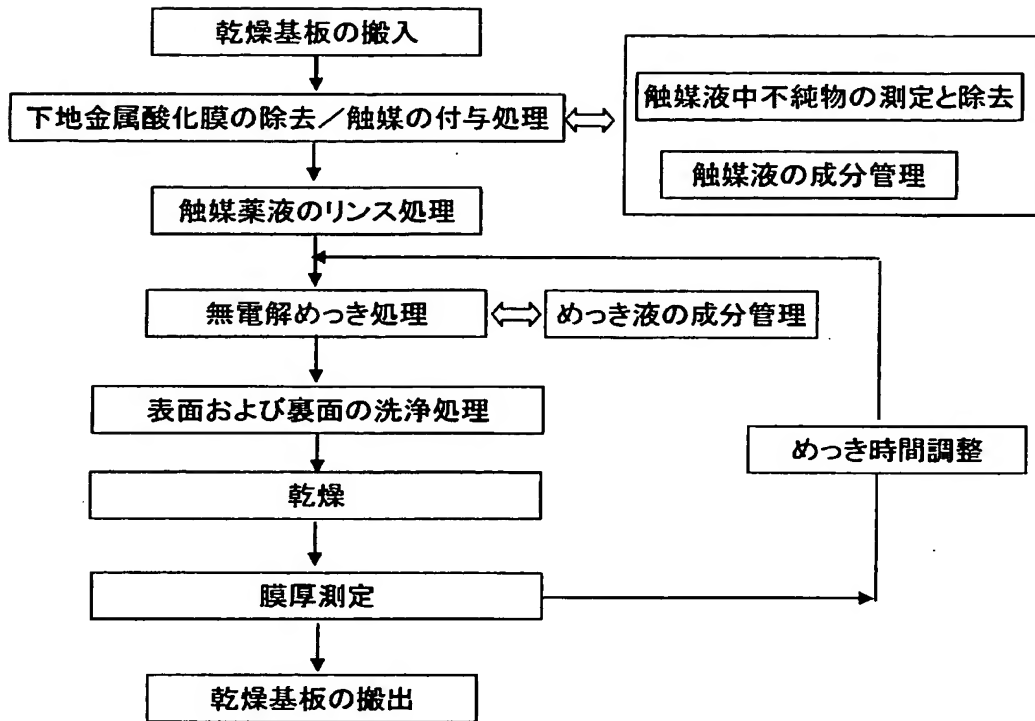 乾燥基板の搬入
下地金属酸化膜の除去／触媒の付与処理
触媒液中不純物の測定と除去
触媒液の成分管理
触媒薬液のリンス処理
無電解めっき処理
めっき液の成分管理
表面および裏面の洗浄処理
めっき時間調整
乾燥
膜厚測定
乾燥基板の搬出